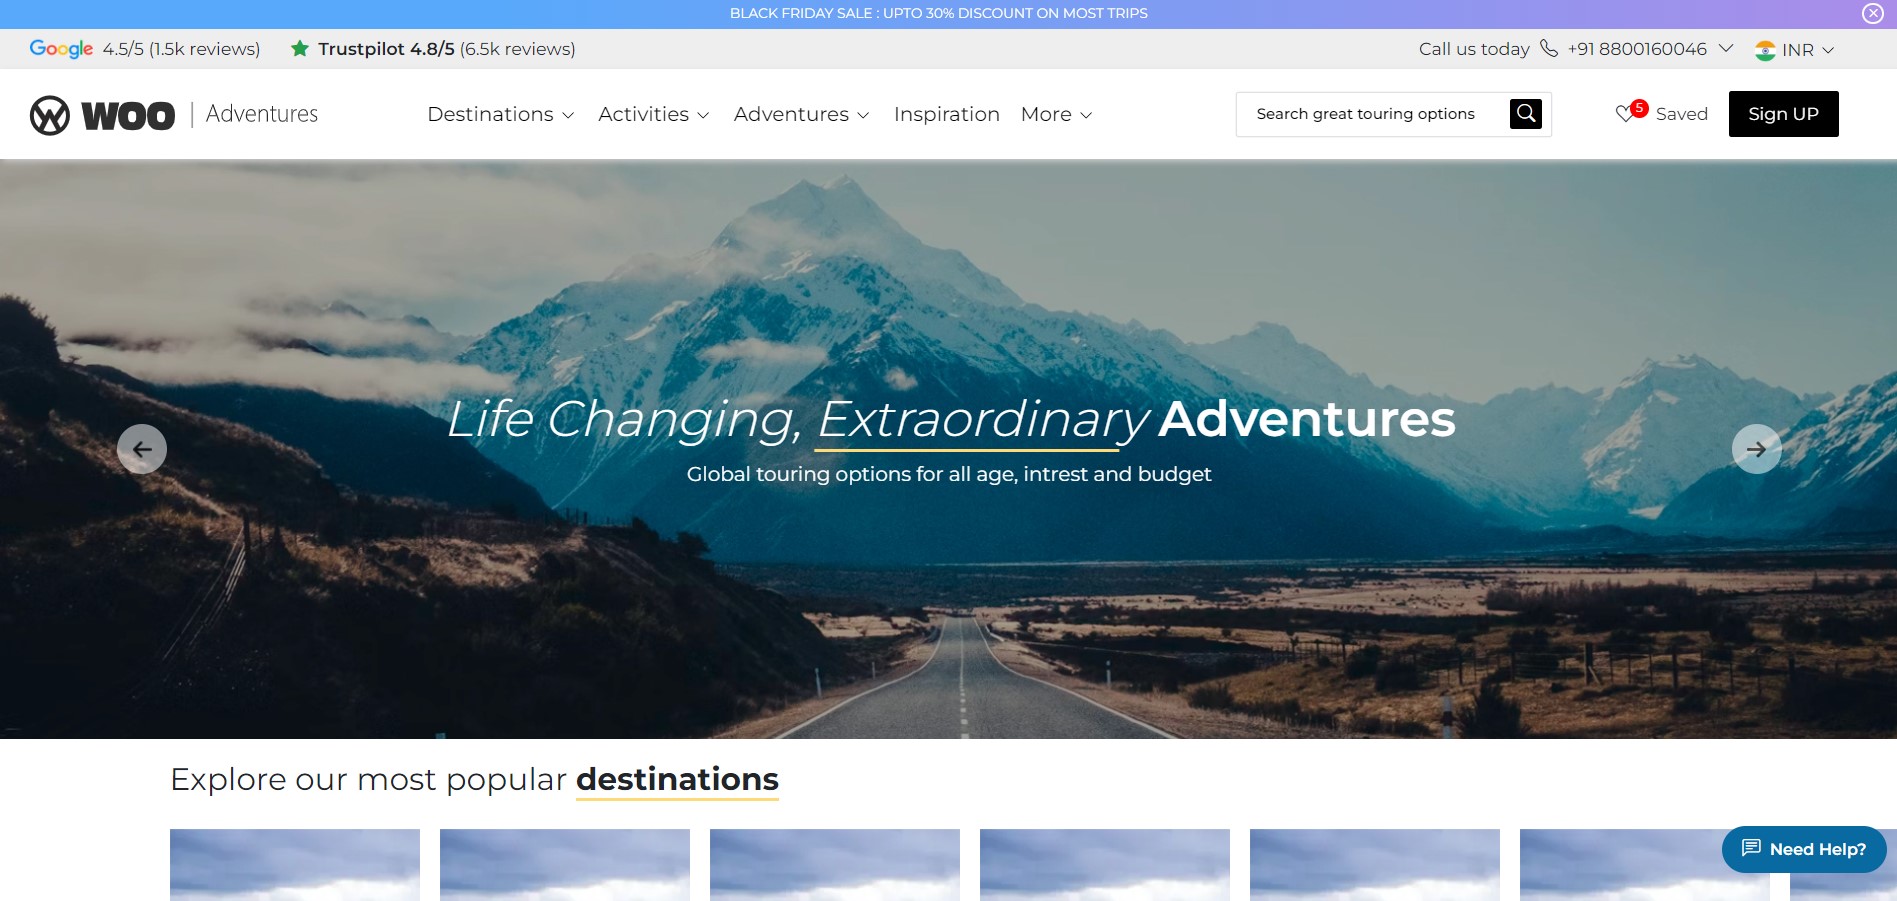 BLACK FRIDAY SALE : UPTO 30% DISCOUNT ON MOST TRIPS
Google 4.5/5 (1.5k reviews) Trustpilot 4.8/5 (6.5k reviews) Call us today +91 8800160046 INR
WOO | Adventures Destinations Activities Adventures Inspiration More Search great touring options 5 Saved Sign UP
Life Changing, Extraordinary Adventures
Global touring options for all age, intrest and budget
Explore our most popular destinations
Need Help?